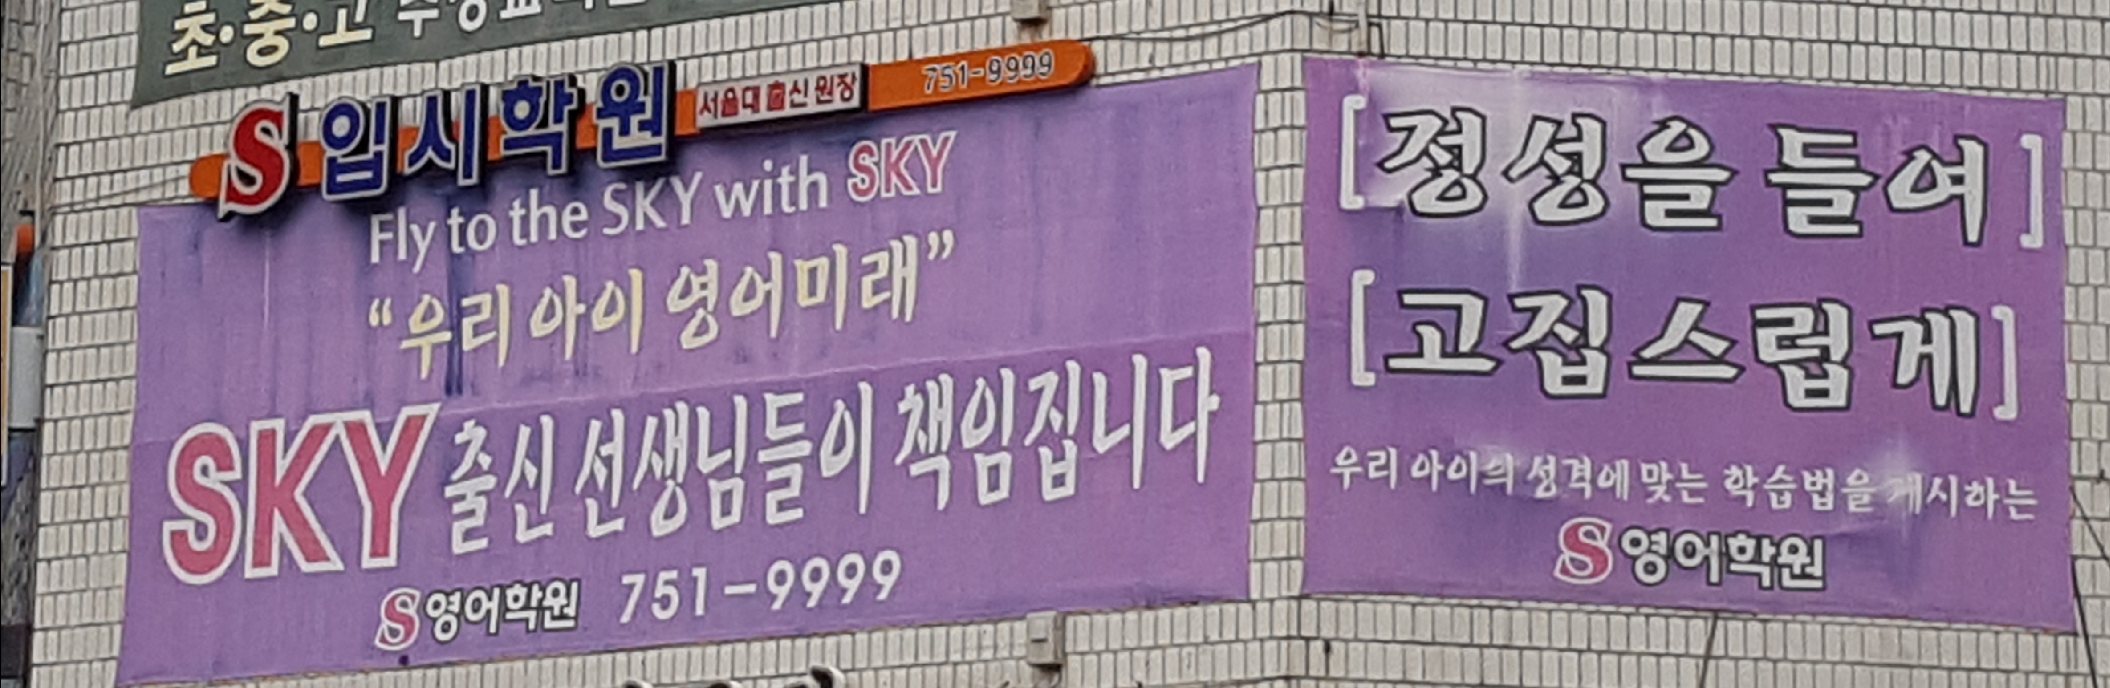 초·중·고
S 입시학원 서울대 출신 원장 751-9999
Fly to the SKY with SKY
“우리 아이 영어미래”
SKY 출신 선생님들이 책임집니다
S 영어학원 751-9999
[정성을 들여]
[고집스럽게]
우리 아이의 성격에 맞는 학습법을 게시하는
S 영어학원